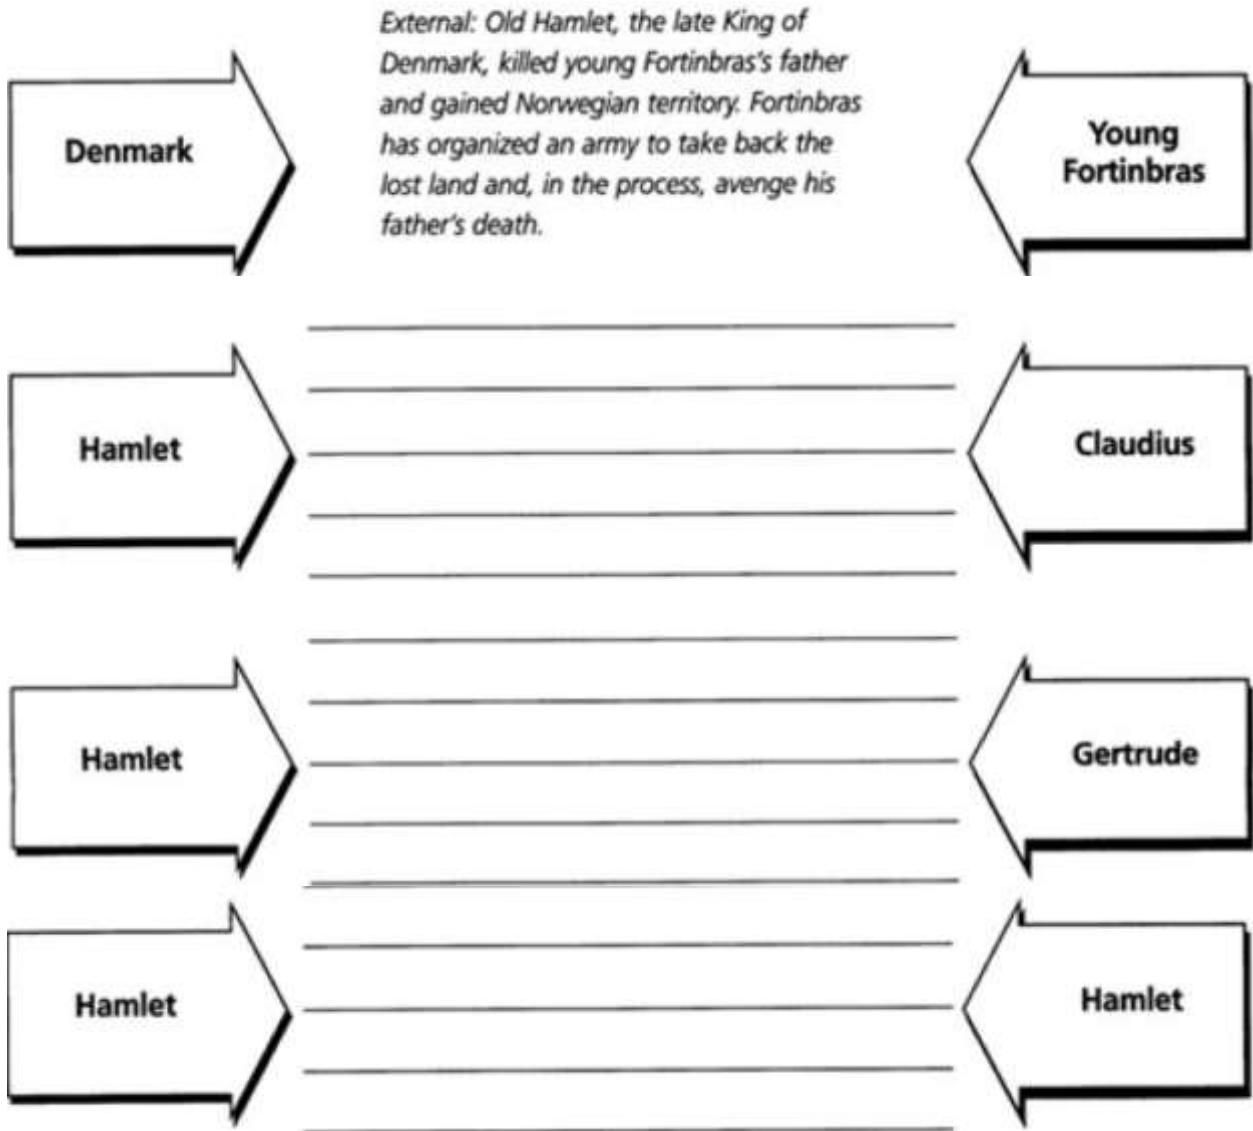 External: Old Hamlet, the late King of
Denmark, killed young Fortinbras's father
and gained Norwegian territory. Fortinbras
has organized an army to take back the
lost land and, in the process, avenge his
father's death.
Denmark
Young
Fortinbras
Hamlet
Claudius
Hamlet
Gertrude
Hamlet
Hamlet